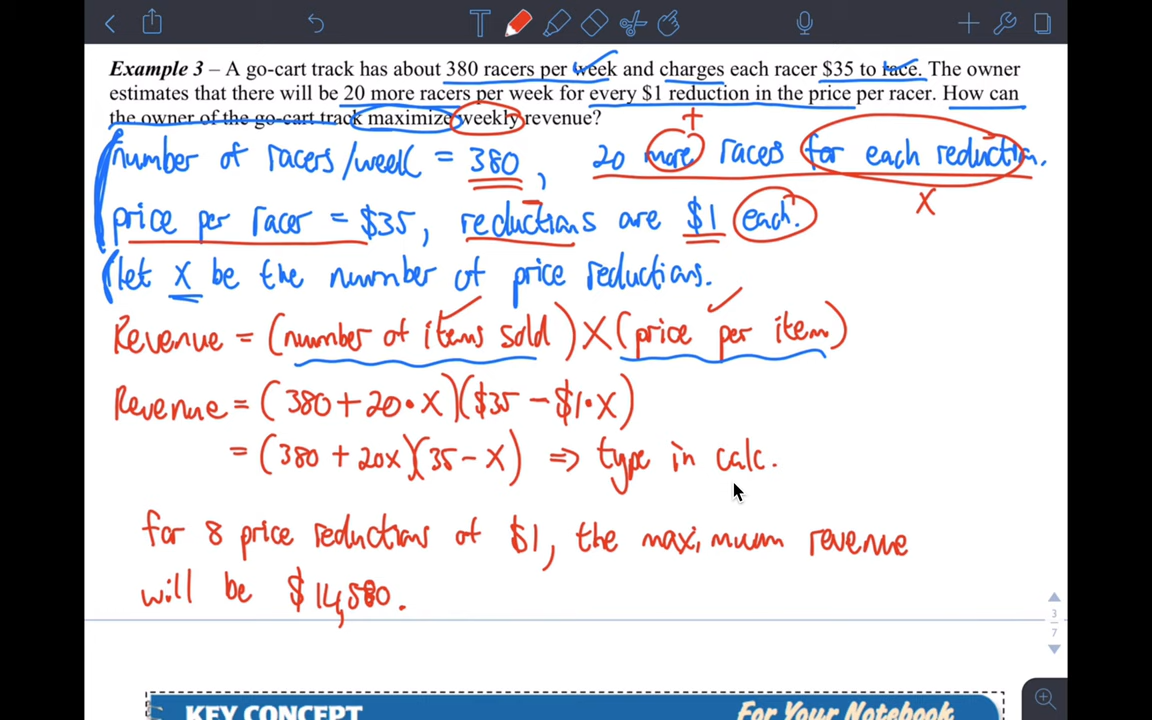 Example 3 – A go-cart track has about 380 racers per week and charges each racer $35 to race. The owner
estimates that there will be 20 more racers per week for every $1 reduction in the price per racer. How can
the owner of the go-cart track maximize weekly revenue?
+
number of racers/week = 380, 20 more races for each reduction.
x
price per racer = $35, reductions are $1 each.
let x be the number of price reductions.
Revenue = (number of items sold) X (price per item)
Revenue = (380 + 20 • x)($35 - $1 • x)
= (380 + 20x)(35 - x) ⇒ type in calc.
for 8 price reductions of $1, the maximum revenue
will be $14,580.
3
7
KEY CONCEPT
For Your Notebook